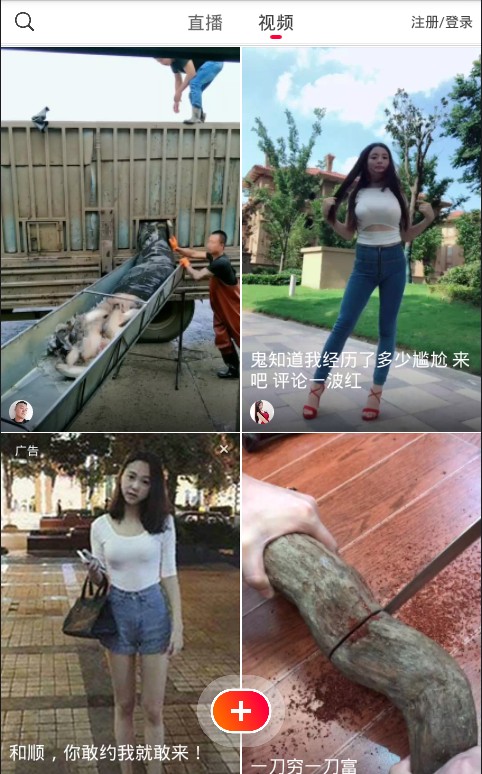 直播
视频
注册/登录
鬼知道我经历了多少尴尬 来
吧 评论一波红
广告
和顺，你敢约我就敢来！
一刀穷一刀富